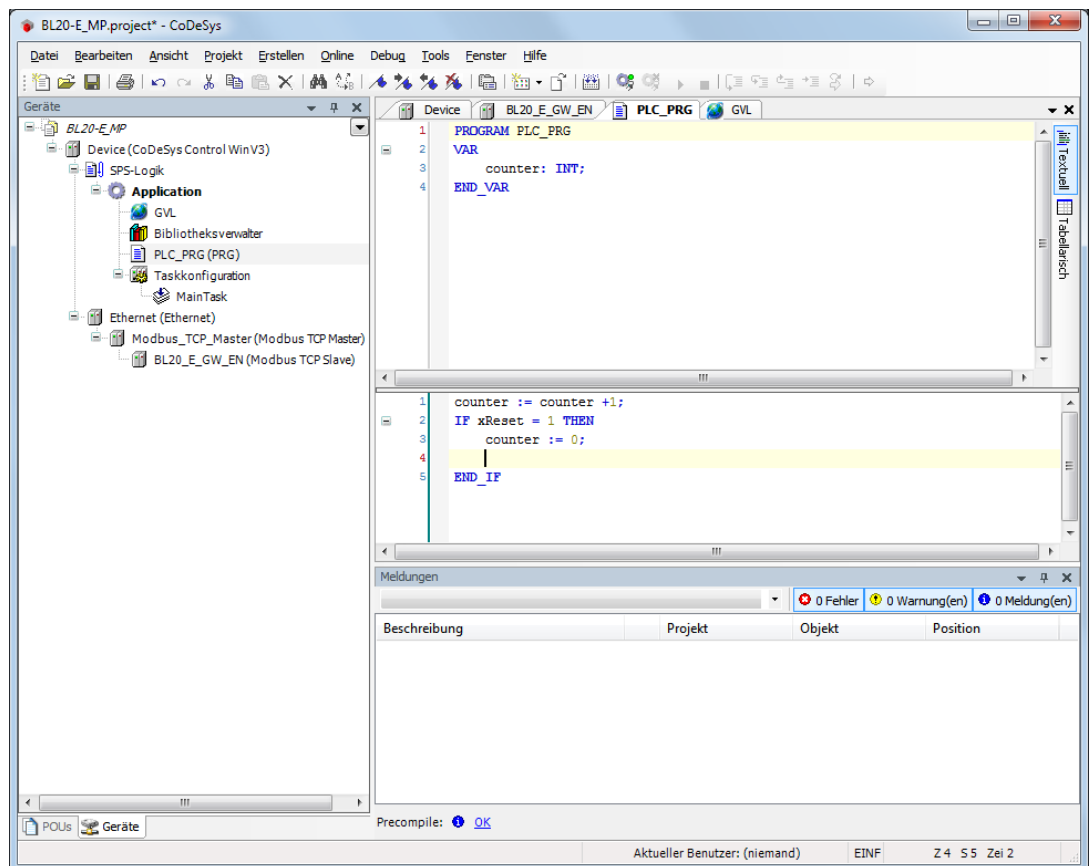 BL20-E_MP.project* - CoDeSys
Datei Bearbeiten Ansicht Projekt Erstellen Online Debug Tools Fenster Hilfe
Geräte
BL20-E_MP
Device (CoDeSys Control Win V3)
SPS-Logik
Application
GVL
Bibliotheksverwalter
PLC_PRG (PRG)
Taskkonfiguration
MainTask
Ethernet (Ethernet)
Modbus_TCP_Master (Modbus TCP Master)
BL20_E_GW_EN (Modbus TCP Slave)
POUs Geräte
Device BL20_E_GW_EN PLC_PRG GVL
1 PROGRAM PLC_PRG
2 VAR
3 counter: INT;
4 END_VAR
Textuell
Tabellarisch
1 counter := counter +1;
2 IF xReset = 1 THEN
3 counter := 0;
4
5 END_IF
Meldungen
0 Fehler 0 Warnung(en) 0 Meldung(en)
Beschreibung Projekt Objekt Position
Precompile: OK
Aktueller Benutzer: (niemand) EINF Z 4 S 5 Zei 2